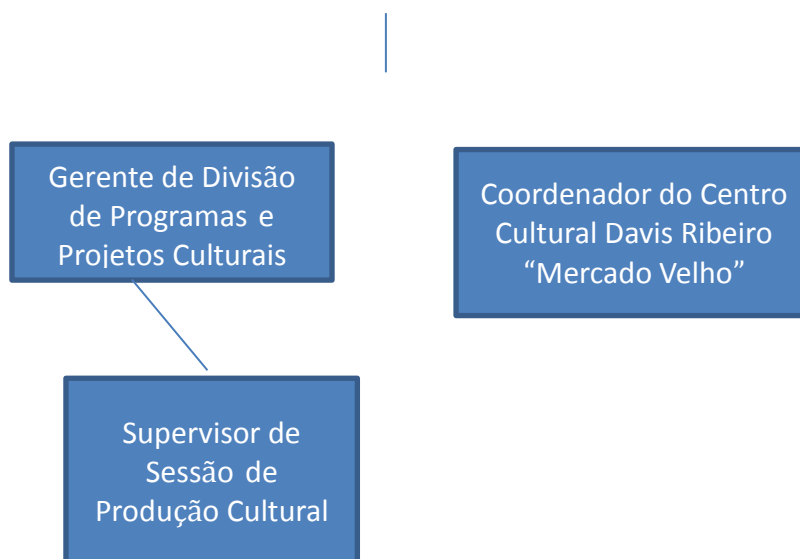 Gerente de Divisão
de Programas e
Projetos Culturais
Coordenador do Centro
Cultural Davis Ribeiro
“Mercado Velho”
Supervisor de
Sessão de
Produção Cultural